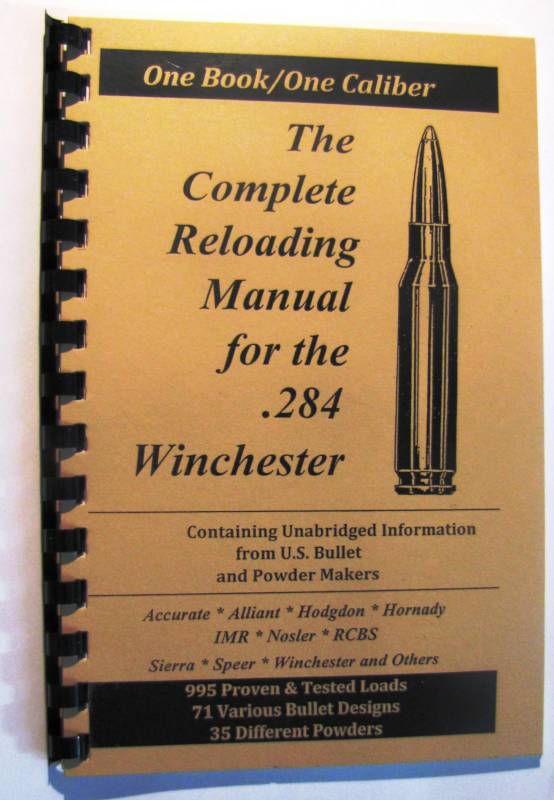 One Book/One Caliber
The
Complete
Reloading
Manual
for the
.284
Winchester
Containing Unabridged Information
from U.S. Bullet
and Powder Makers
Accurate * Alliant * Hodgdon * Hornady
IMR * Nosler * RCBS
Sierra * Speer * Winchester and Others
995 Proven & Tested Loads
71 Various Bullet Designs
35 Different Powders